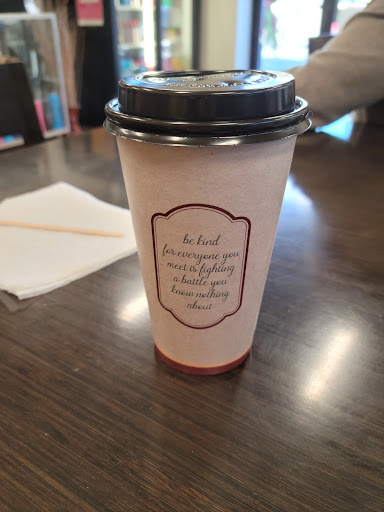 be kind
for everyone you
meet is fighting
a battle you
know nothing
about